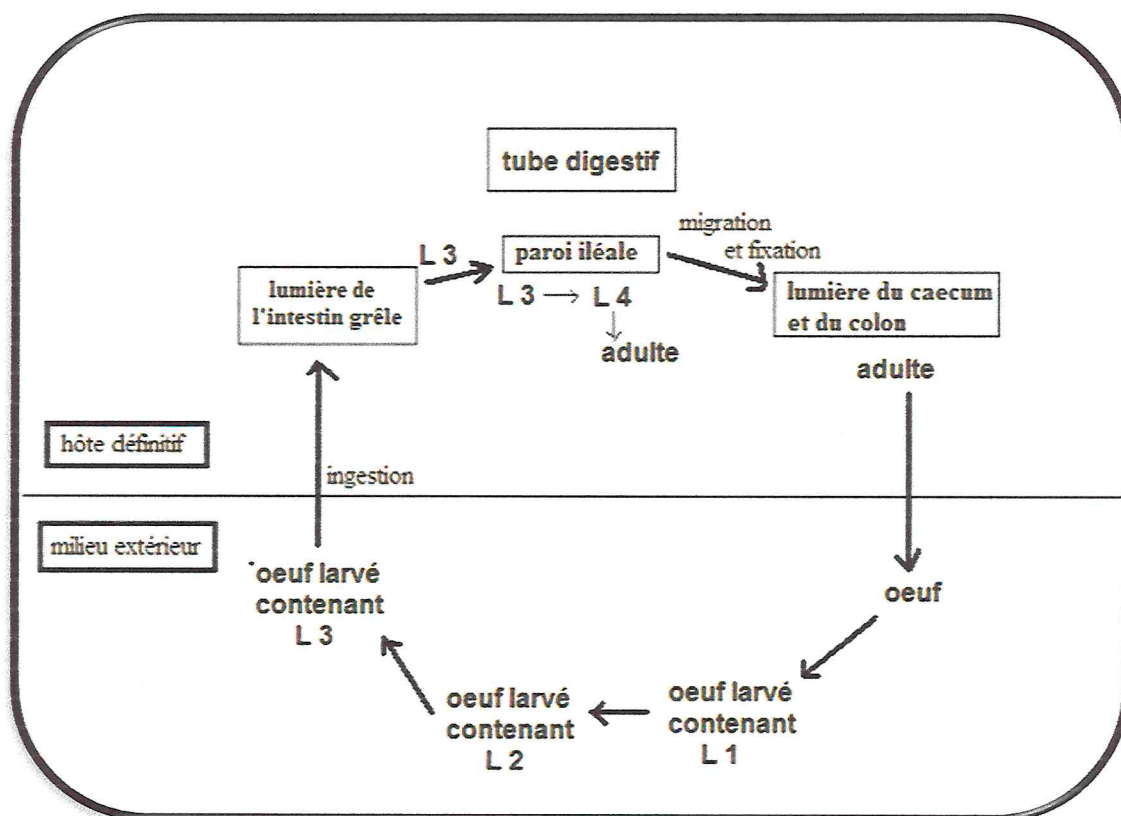 tube digestif
migration
et fixation
L 3
paroi iléale
lumière de
l'intestin grêle
L 3 → L 4
lumière du caecum
et du colon
adulte
adulte
hôte définitif
ingestion
milieu extérieur
oeuf larvé
contenant
L 3
oeuf
oeuf larvé
contenant
L 2
oeuf larvé
contenant
L 1